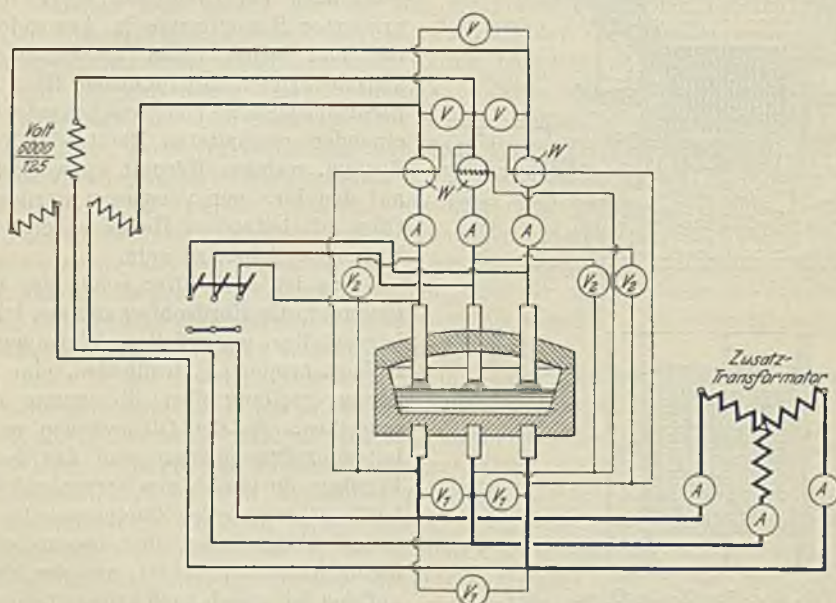 V
V V
W
W
Volt
6000
125
A A A
V₂ V₂ V₂
Zusatz-
Transformator
A A
A
V₁ V₁
V₁